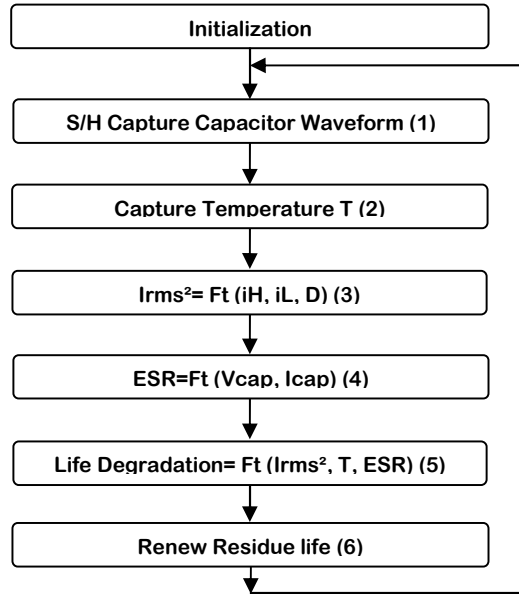 Initialization
S/H Capture Capacitor Waveform (1)
Capture Temperature T (2)
Irms²= Ft (iH, iL, D) (3)
ESR=Ft (Vcap, Icap) (4)
Life Degradation= Ft (Irms², T, ESR) (5)
Renew Residue life (6)